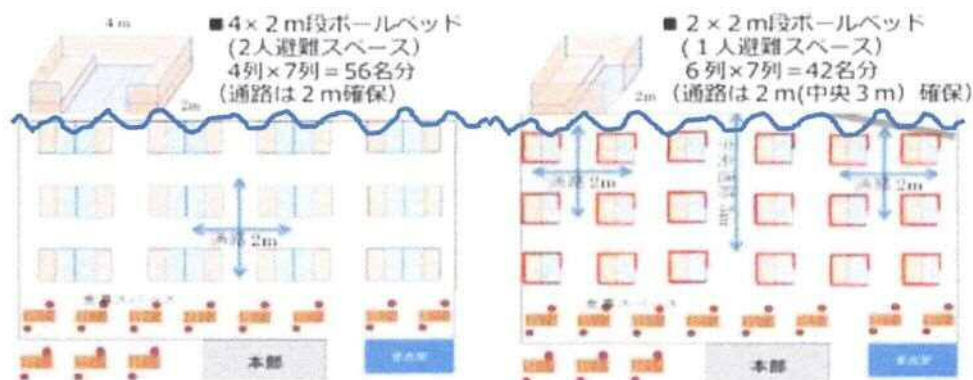 4m
2m
■4×2m段ボールベッド
(2人避難スペース)
4列×7列=56名分
(通路は2m確保)
通路2m
本部
2m
■2×2m段ボールベッド
(1人避難スペース)
6列×7列=42名分
(通路は2m(中央3m)確保)
通路2m
通路2m
本部